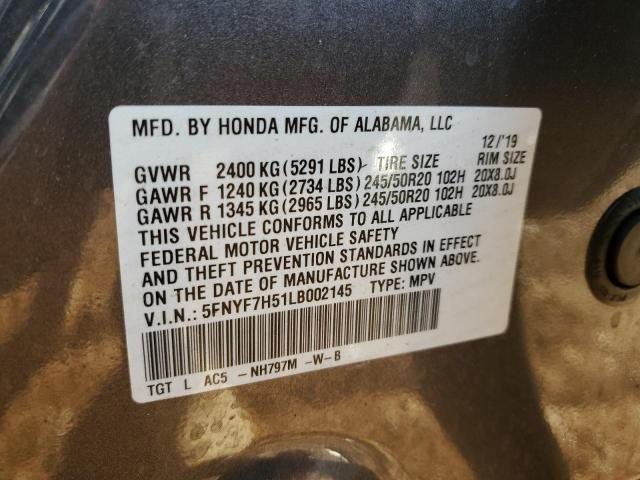 MFD. BY HONDA MFG. OF ALABAMA, LLC
12/'19
GVWR 2400 KG(5291 LBS) TIRE SIZE RIM SIZE
GAWR F 1240 KG(2734 LBS) 245/50R20 102H 20X8.0J
GAWR R 1345 KG(2965 LBS) 245/50R20 102H 20X8.0J
THIS VEHICLE CONFORMS TO ALL APPLICABLE
FEDERAL MOTOR VEHICLE SAFETY
AND THEFT PREVENTION STANDARDS IN EFFECT
ON THE DATE OF MANUFACTURE SHOWN ABOVE.
V.I.N.: 5FNYF7H51LB002145 TYPE: MPV
TGT L AC5 -NH797M -W-B